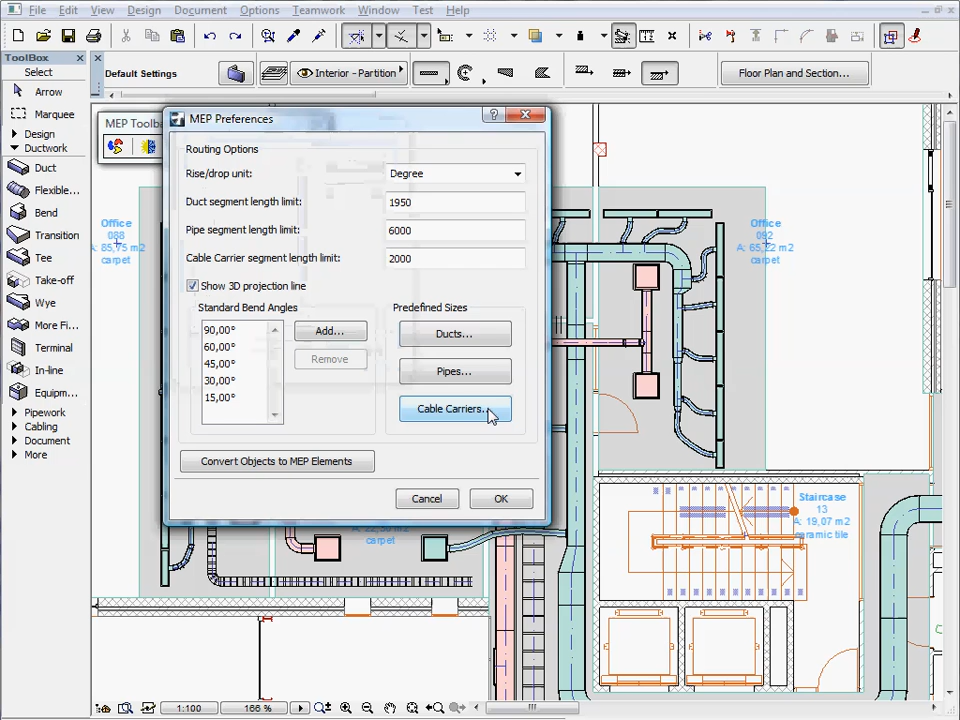 File Edit View Design Document Options Teamwork Window Test Help
ToolBox
Select
Default Settings
Interior - Partition
Floor Plan and Section...
Arrow
Marquee
Design
Ductwork
Duct
Flexible...
Bend
Transition
Tee
Take-off
Wye
More Fi...
Terminal
In-line
Equipm...
Pipework
Cabling
Document
More
MEP Toolba
MEP Preferences
Routing Options
Rise/drop unit: Degree
Duct segment length limit: 1950
Pipe segment length limit: 6000
Cable Carrier segment length limit: 2000
Show 3D projection line
Standard Bend Angles
90,00°
60,00°
45,00°
30,00°
15,00°
Add...
Remove
Predefined Sizes
Ducts...
Pipes...
Cable Carriers...
Convert Objects to MEP Elements
Cancel OK
Office
088
A: 85,75 m2
carpet
Office
092
A: 65,22 m2
carpet
carpet
Staircase
13
A: 19,07 m2
ceramic tile
1:100 166 %